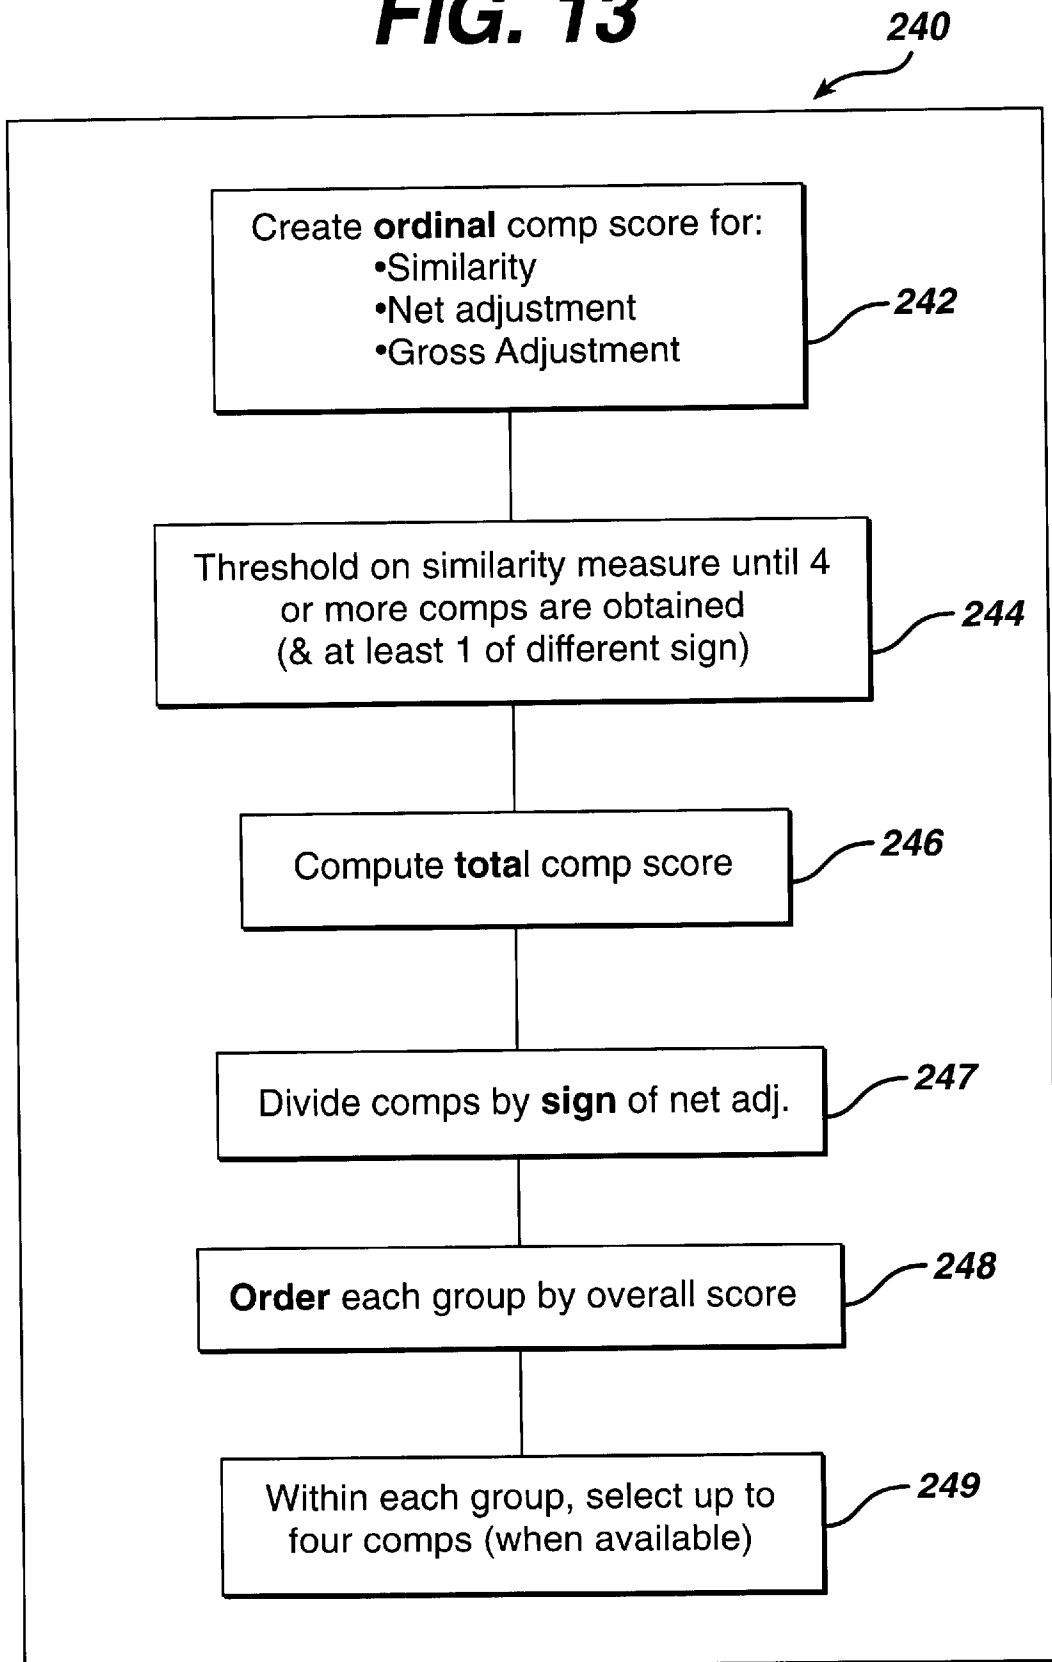 FIG. 13
240
Create ordinal comp score for:
•Similarity
•Net adjustment
•Gross Adjustment
242
Threshold on similarity measure until 4
or more comps are obtained
(& at least 1 of different sign)
244
Compute total comp score
246
Divide comps by sign of net adj.
247
Order each group by overall score
248
Within each group, select up to
four comps (when available)
249